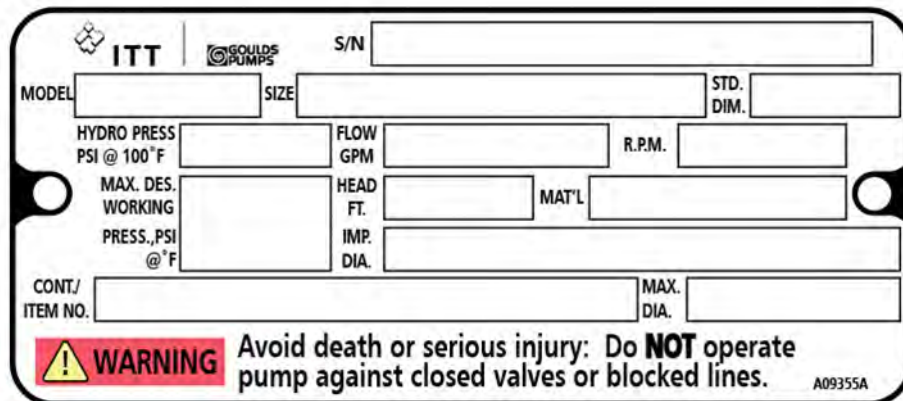 ITT GOULDS PUMPS S/N
MODEL SIZE STD. DIM.
HYDRO PRESS PSI @ 100°F FLOW GPM R.P.M.
MAX. DES. WORKING HEAD FT. MAT'L
PRESS.,PSI @°F IMP. DIA.
CONT./ ITEM NO. MAX. DIA.
WARNING Avoid death or serious injury: Do NOT operate
pump against closed valves or blocked lines. A09355A